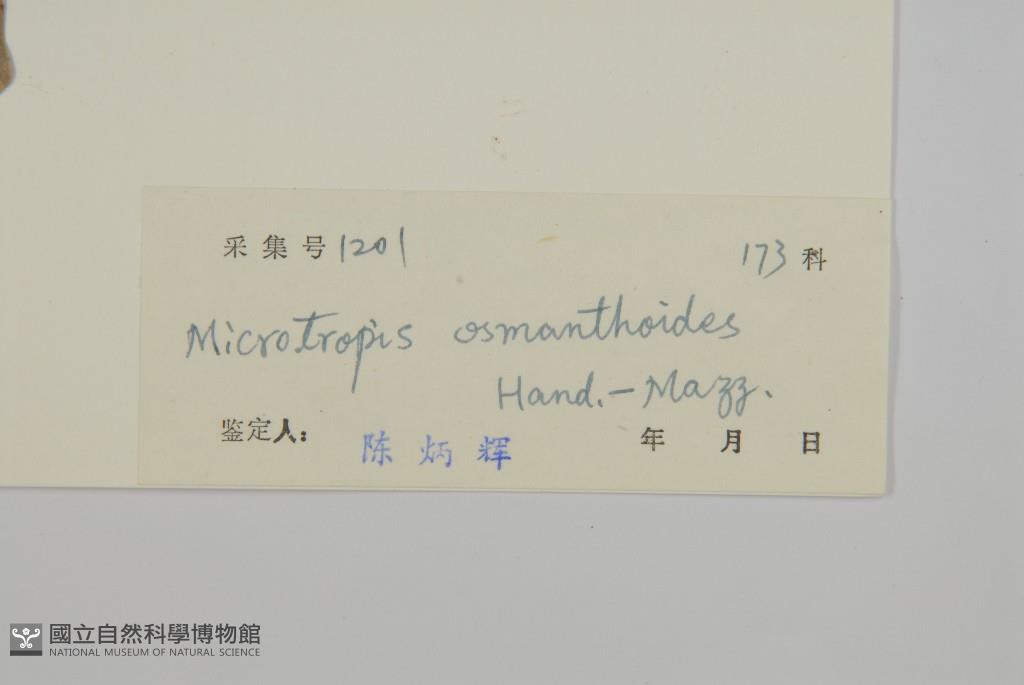 采集号 1201 173 科
Microtropis osmanthoides
Hand.-Mazz.
鉴定人: 陈炳辉 年 月 日
國立自然科學博物館
NATIONAL MUSEUM OF NATURAL SCIENCE